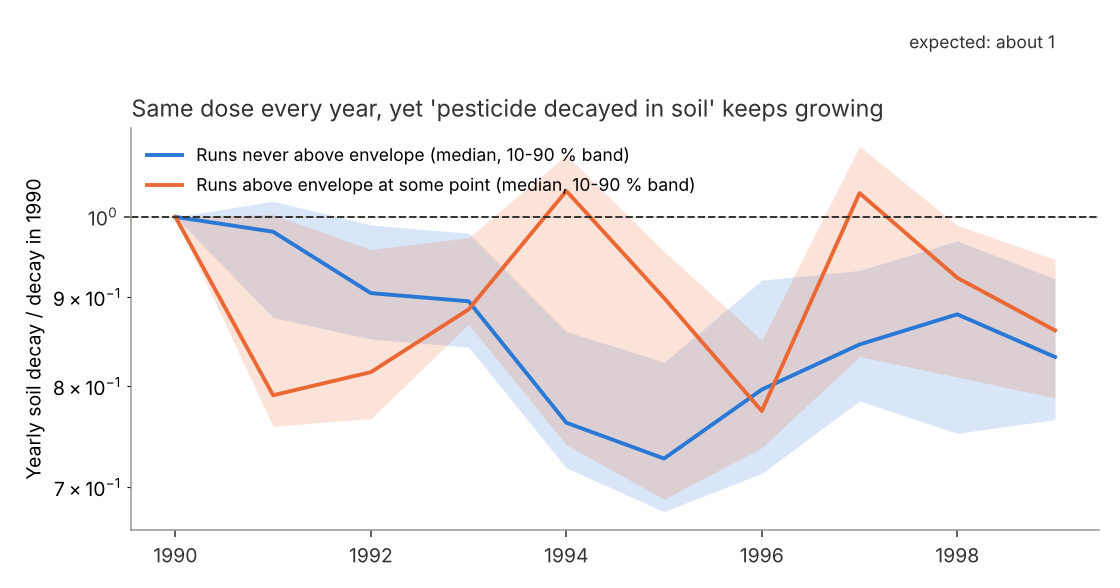 expected: about 1
Same dose every year, yet 'pesticide decayed in soil' keeps growing
Runs never above envelope (median, 10-90 % band)
Runs above envelope at some point (median, 10-90 % band)
Yearly soil decay / decay in 1990
10⁰
9 × 10⁻¹
8 × 10⁻¹
7 × 10⁻¹
1990 1992 1994 1996 1998